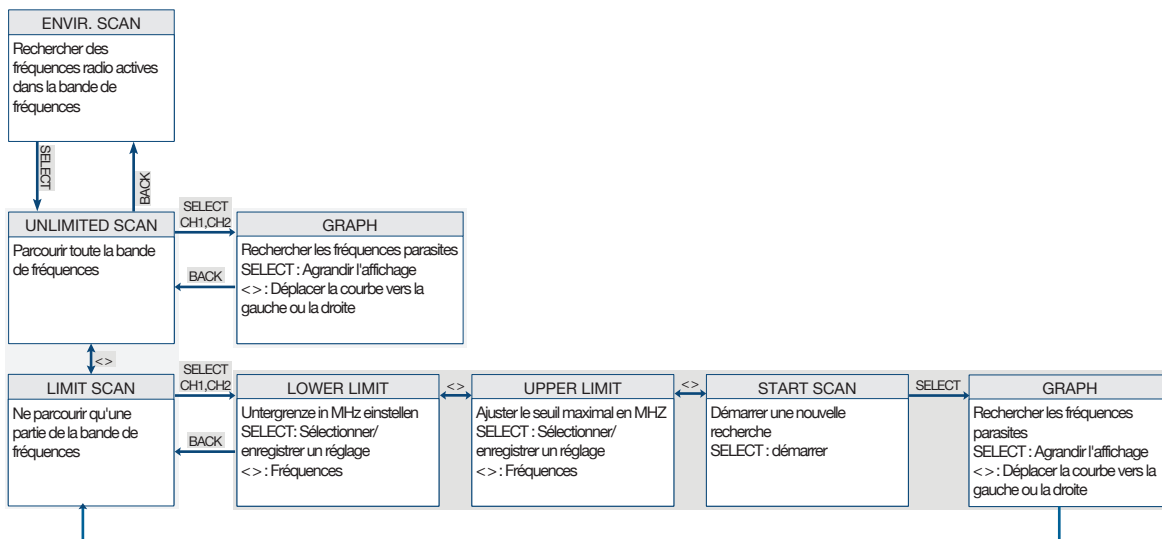 ENVIR. SCAN
Rechercher des
fréquences radio actives
dans la bande de
fréquences
SELECT
BACK
UNLIMITED SCAN
Parcourir toute la bande
de fréquences
SELECT
CH1,CH2
BACK
GRAPH
Rechercher les fréquences parasites
SELECT : Agrandir l'affichage
<> : Déplacer la courbe vers la
gauche ou la droite
<>
LIMIT SCAN
Ne parcourir qu'une
partie de la bande de
fréquences
SELECT
CH1,CH2
BACK
LOWER LIMIT
Untergrenze in MHz einstellen
SELECT: Sélectionner/
enregistrer un réglage
<> : Fréquences
<>
UPPER LIMIT
Ajuster le seuil maximal en MHZ
SELECT : Sélectionner/
enregistrer un réglage
<> : Fréquences
<>
START SCAN
Démarrer une nouvelle
recherche
SELECT : démarrer
SELECT
GRAPH
Rechercher les fréquences
parasites
SELECT : Agrandir l'affichage
<> : Déplacer la courbe vers la
gauche ou la droite